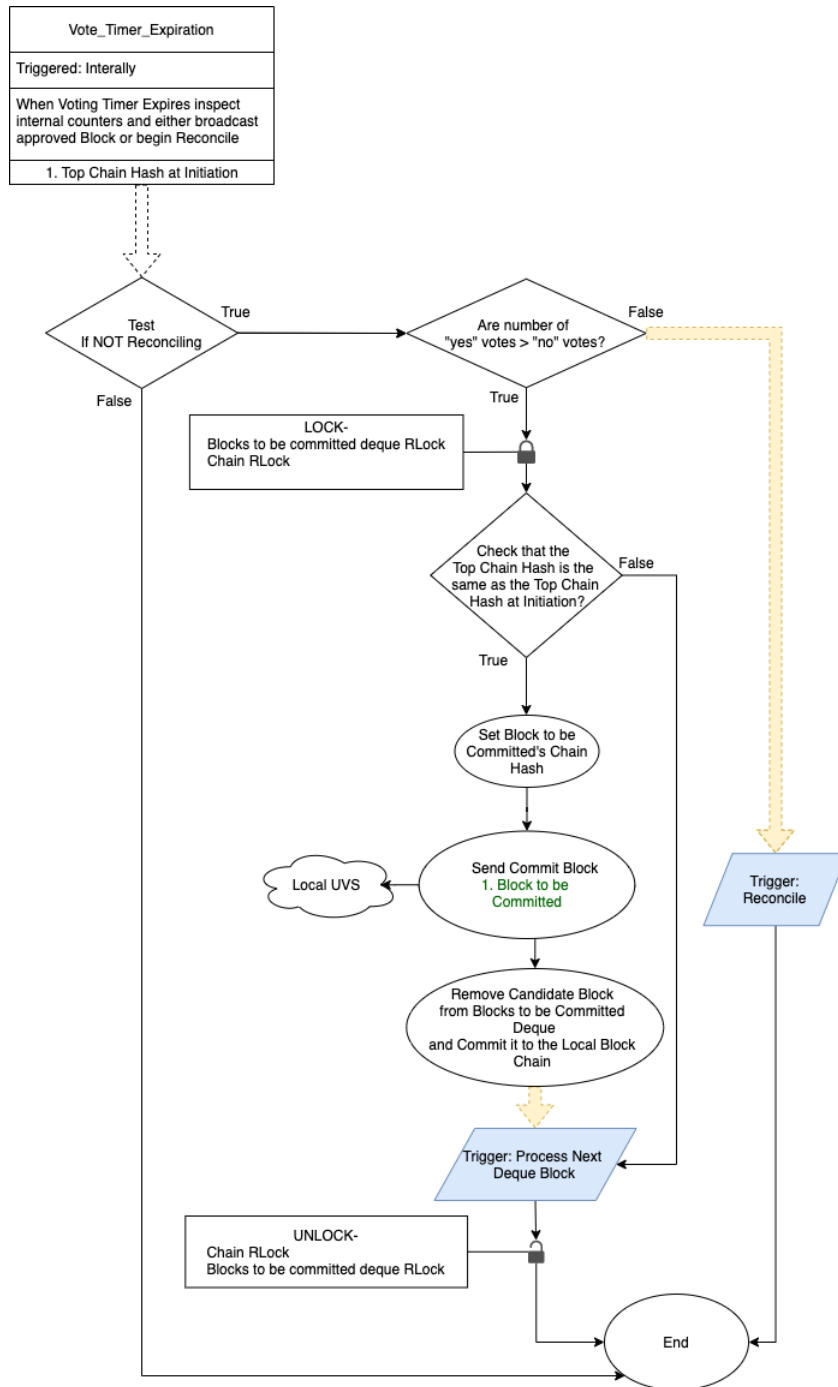 Vote_Timer_Expiration
Triggered: Interally
When Voting Timer Expires inspect
internal counters and either broadcast
approved Block or begin Reconcile
1. Top Chain Hash at Initiation
Test
If NOT Reconciling
True
False
Are number of
"yes" votes > "no" votes?
False
True
LOCK-
Blocks to be committed deque RLock
Chain RLock
Check that the
Top Chain Hash is the
same as the Top Chain
Hash at Initiation?
False
True
Set Block to be
Committed's Chain
Hash
Send Commit Block
1. Block to be
Committed
Local UVS
Trigger:
Reconcile
Remove Candidate Block
from Blocks to be Committed
Deque
and Commit it to the Local Block
Chain
Trigger: Process Next
Deque Block
UNLOCK-
Chain RLock
Blocks to be committed deque RLock
End